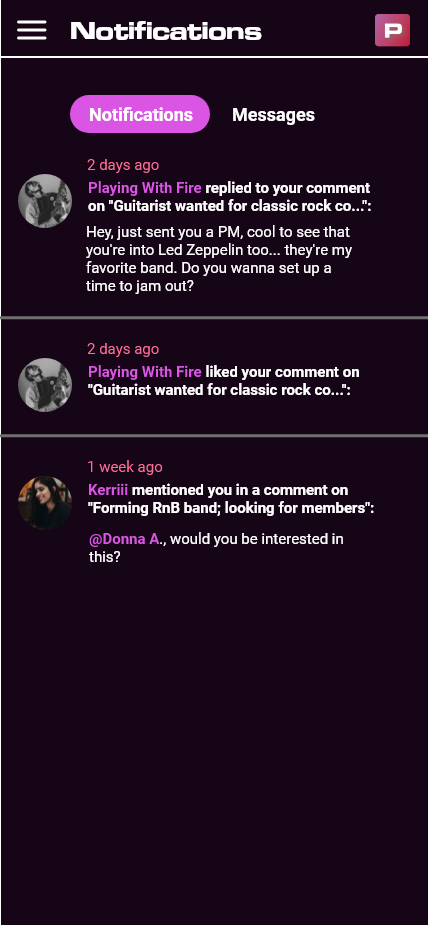 Notifications
P
Notifications
Messages
2 days ago
Playing With Fire replied to your comment
on "Guitarist wanted for classic rock co...":
Hey, just sent you a PM, cool to see that
you're into Led Zeppelin too... they're my
favorite band. Do you wanna set up a
time to jam out?
2 days ago
Playing With Fire liked your comment on
"Guitarist wanted for classic rock co...":
1 week ago
Kerriii mentioned you in a comment on
"Forming RnB band; looking for members":
@Donna A., would you be interested in
this?